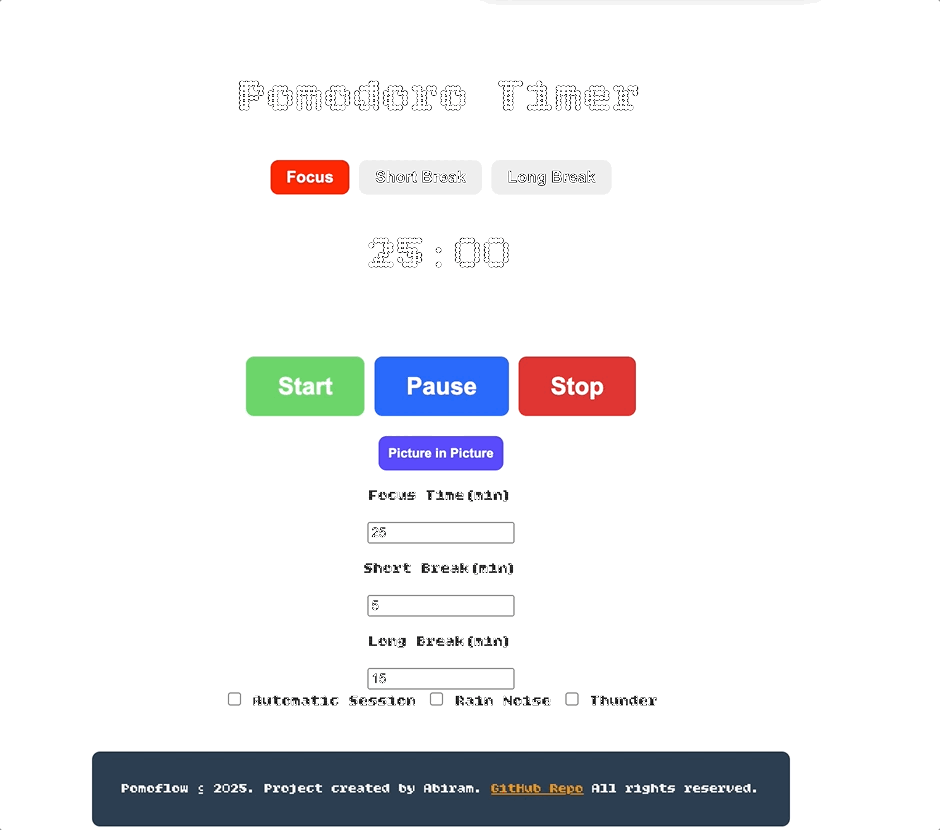 Pomodoro Timer
Focus Short Break Long Break
25:00
Start Pause Stop
Picture in Picture
Focus Time(min)
25
Short Break(min)
5
Long Break(min)
15
Automatic Session Rain Noise Thunder
Pomoflow 2025. Project created by Abiram. GitHub Repo All rights reserved.